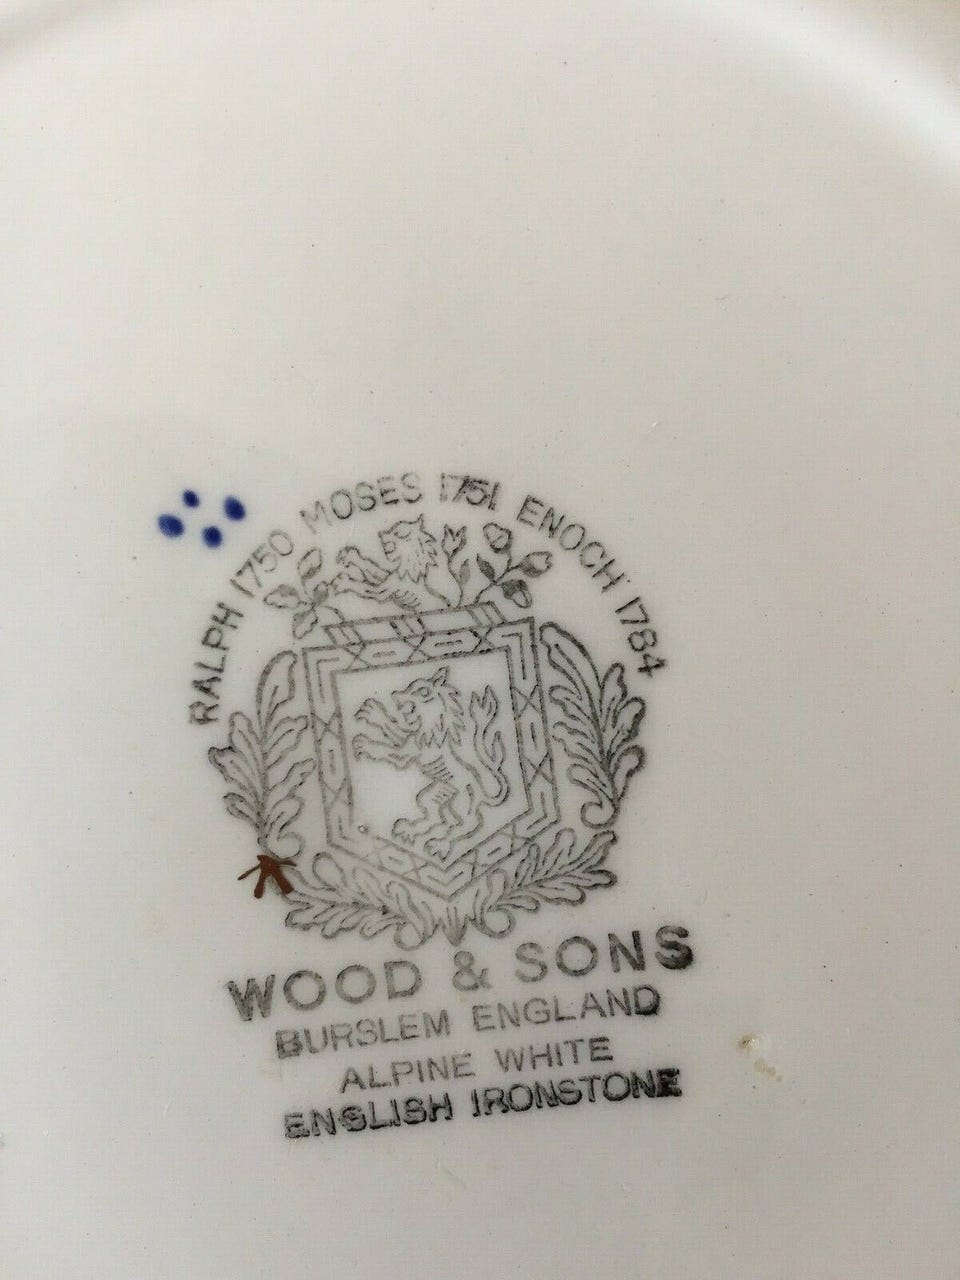 RALPH 1750 MOSES 1751 ENOCH 1784
WOOD & SONS
BURSLEM ENGLAND
ALPINE WHITE
ENGLISH IRONSTONE